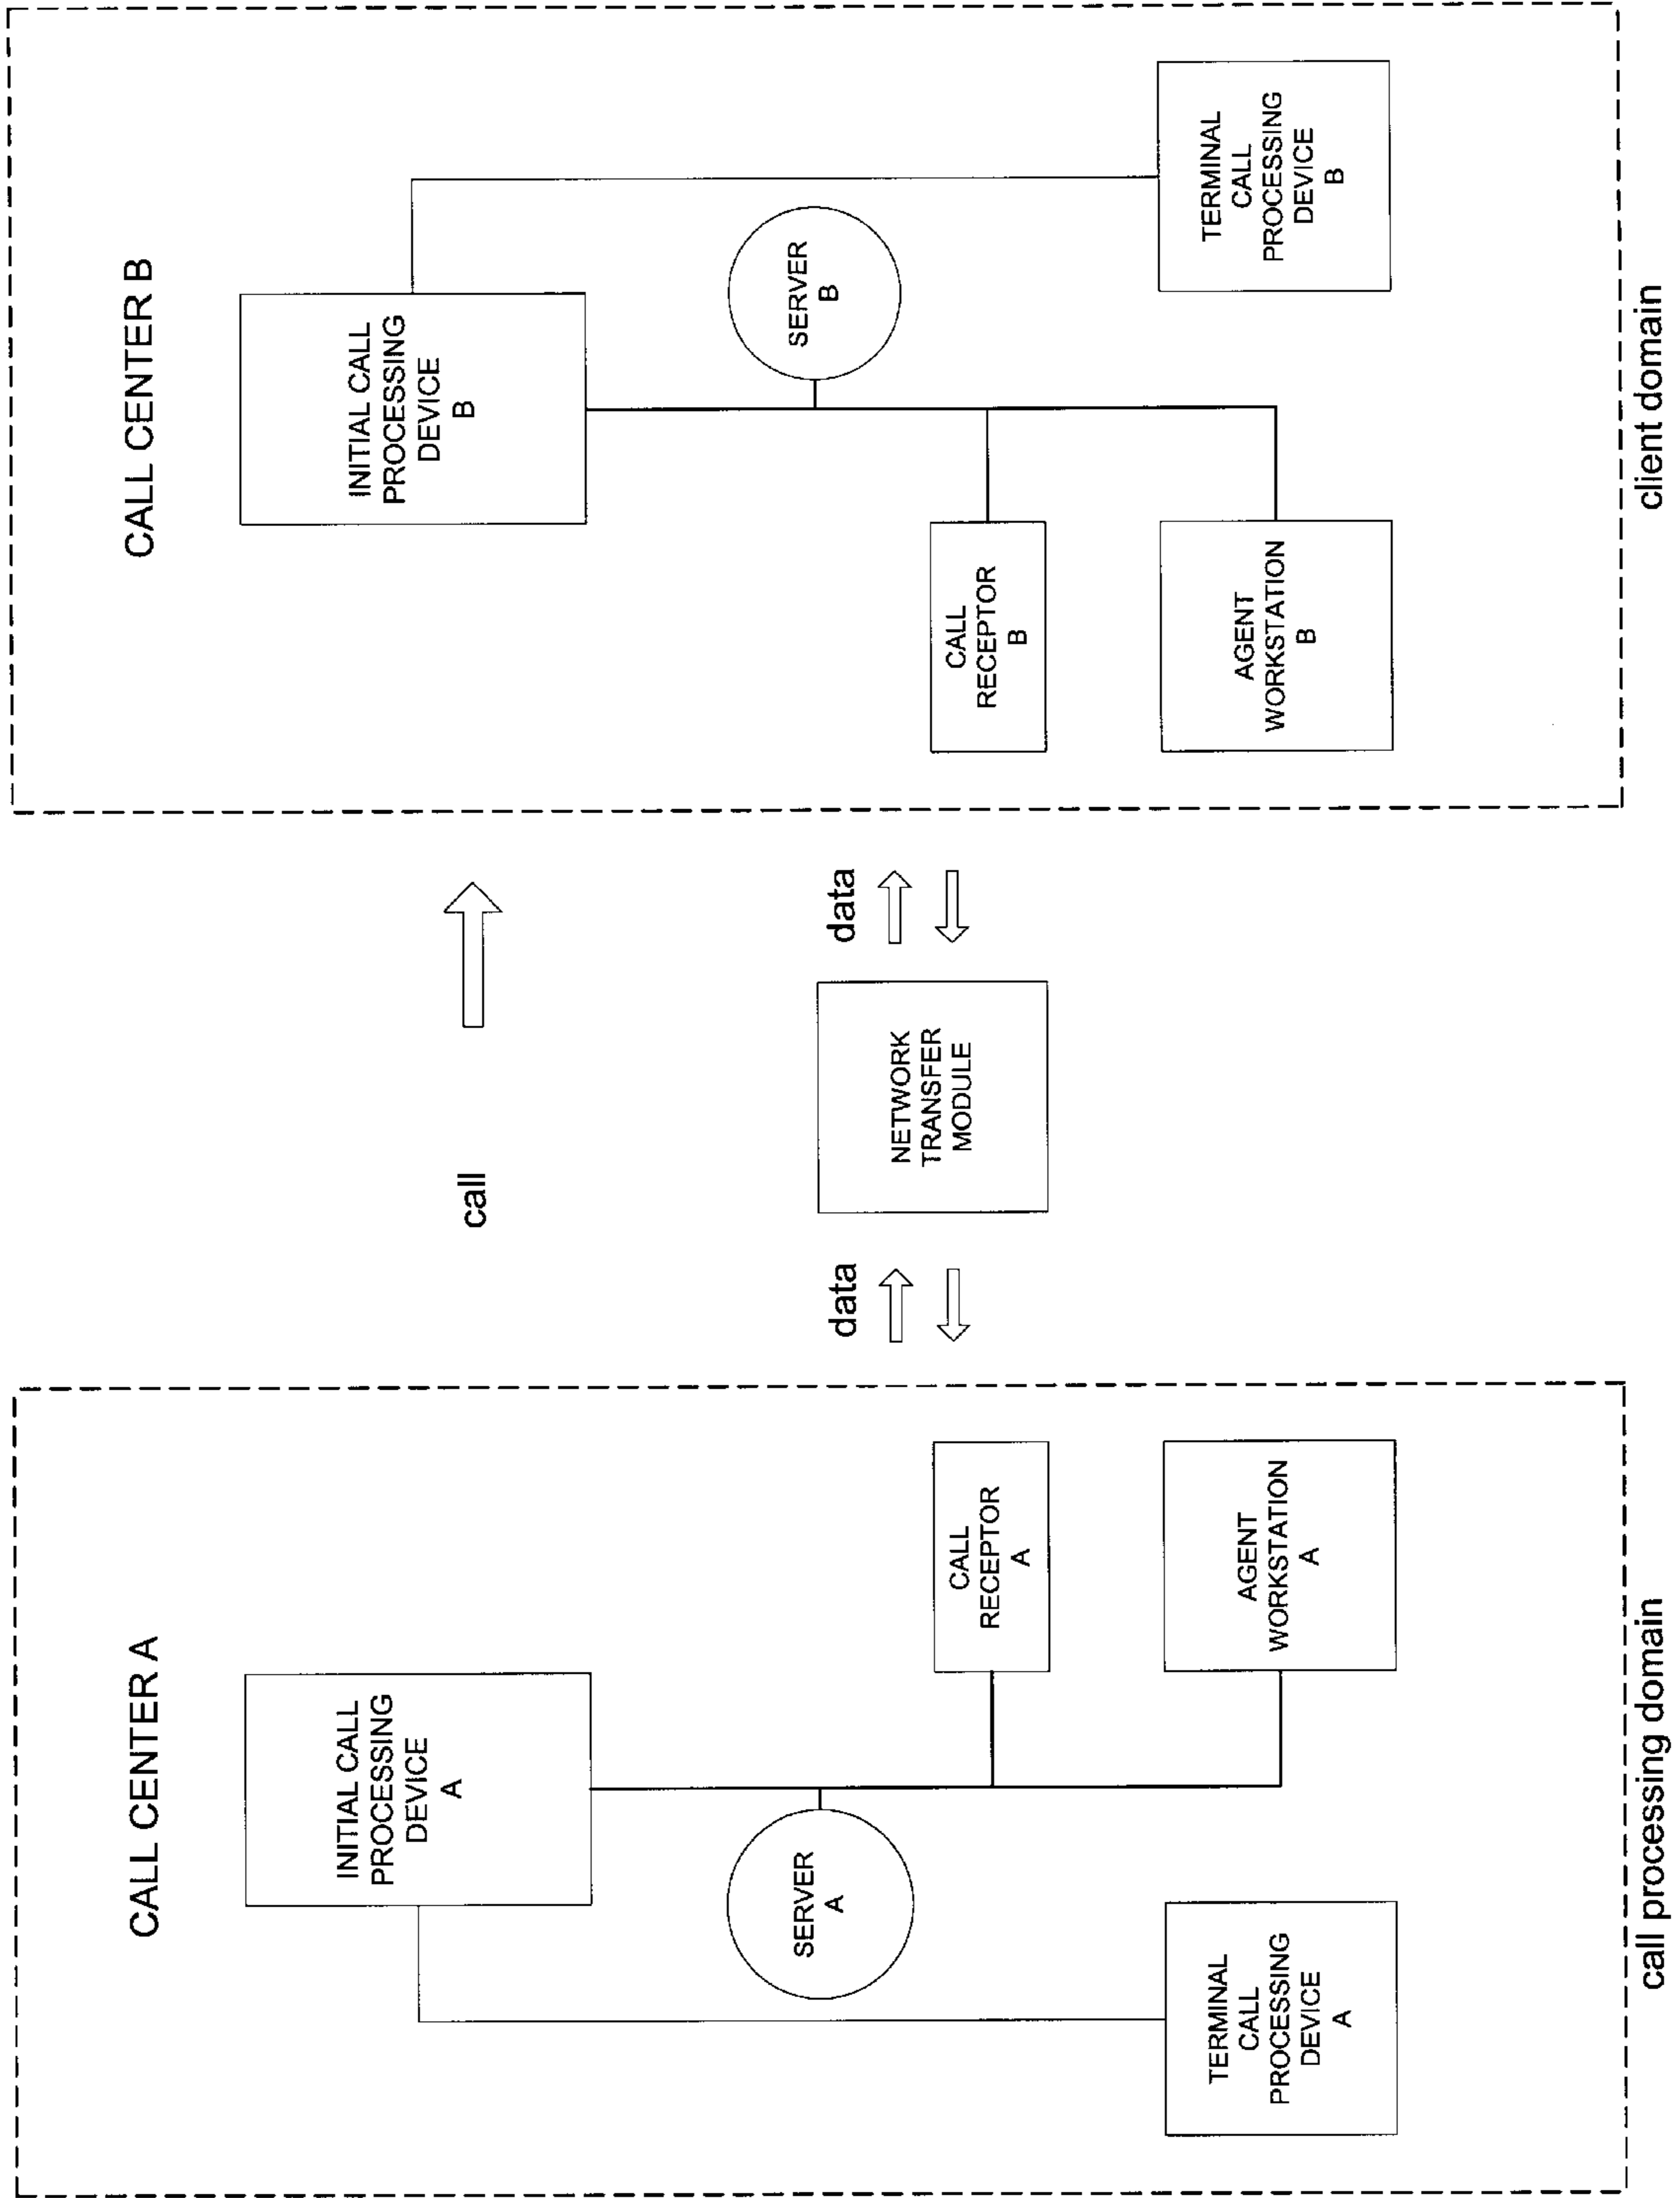 CALL CENTER A
INITIAL CALL
PROCESSING
DEVICE
A
SERVER
A
CALL
RECEPTOR
A
TERMINAL
CALL
PROCESSING
DEVICE
A
AGENT
WORKSTATION
A
call processing domain
call
data
NETWORK
TRANSFER
MODULE
data
CALL CENTER B
INITIAL CALL
PROCESSING
DEVICE
B
SERVER
B
CALL
RECEPTOR
B
AGENT
WORKSTATION
B
TERMINAL
CALL
PROCESSING
DEVICE
B
client domain